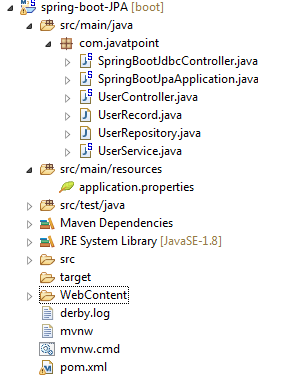 spring-boot-JPA [boot]
src/main/java
com.javatpoint
SpringBootJdbcController.java
SpringBootJpaApplication.java
UserController.java
UserRecord.java
UserRepository.java
UserService.java
src/main/resources
application.properties
src/test/java
Maven Dependencies
JRE System Library [JavaSE-1.8]
src
target
WebContent
derby.log
mvnw
mvnw.cmd
pom.xml